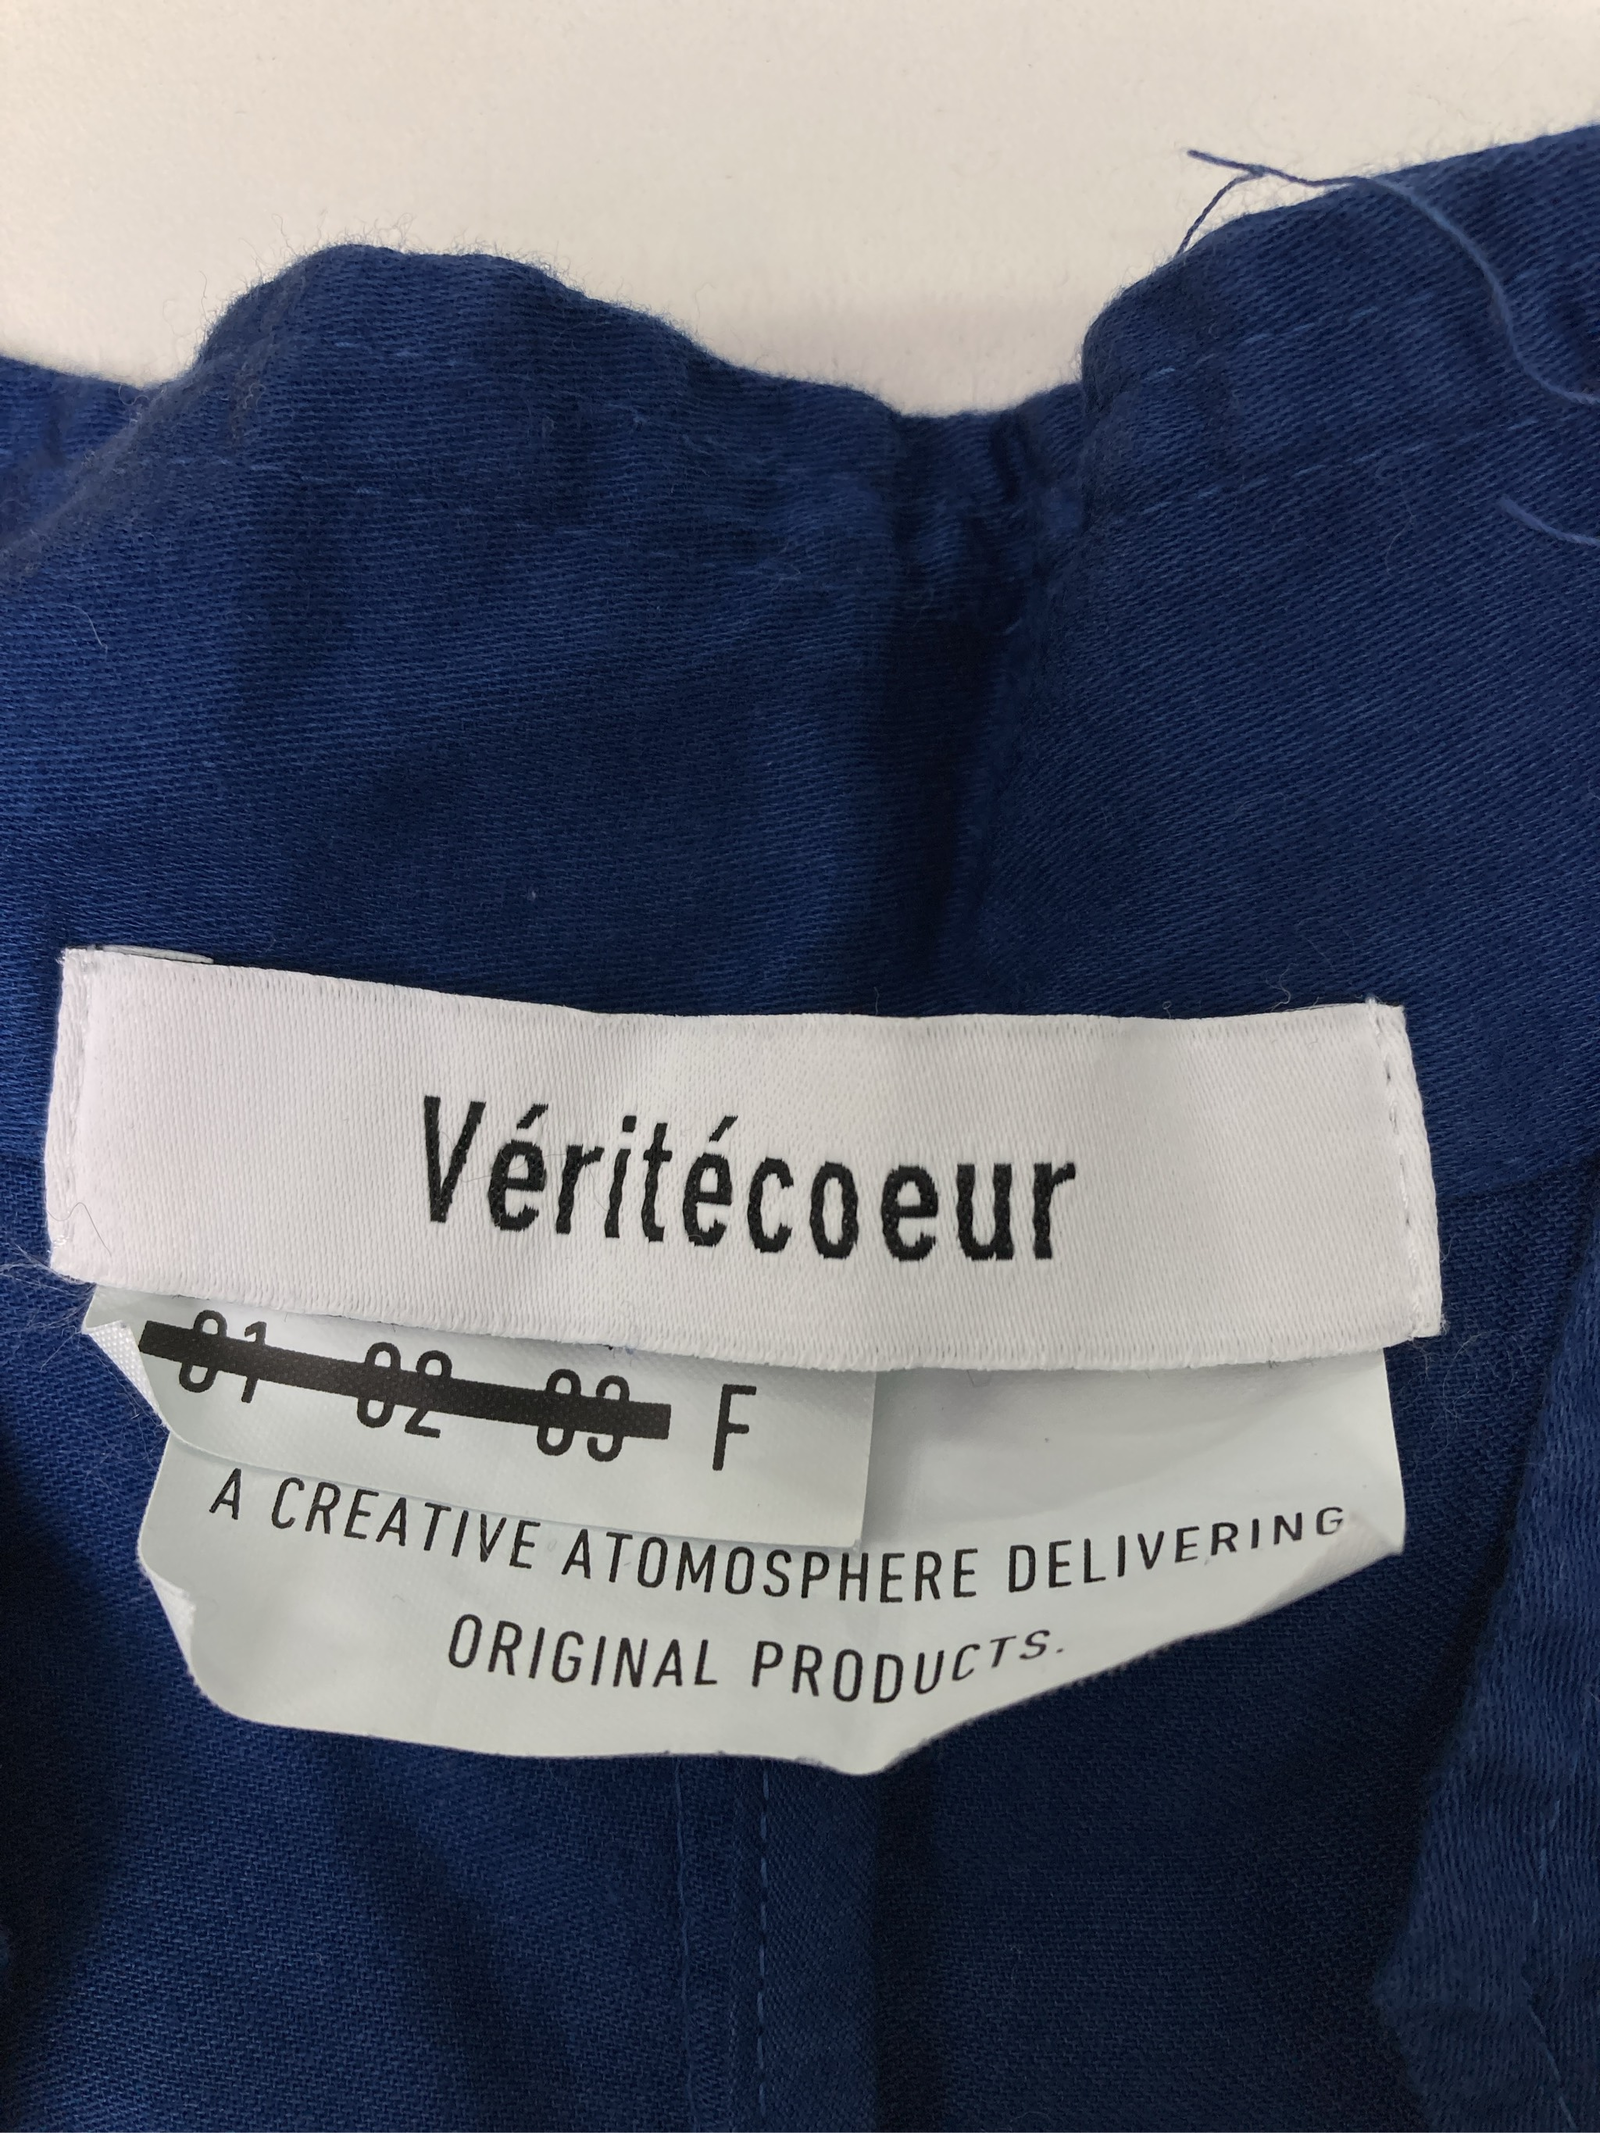 Véritécoeur
01 02 03 F
A CREATIVE ATOMOSPHERE DELIVERING
ORIGINAL PRODUCTS.